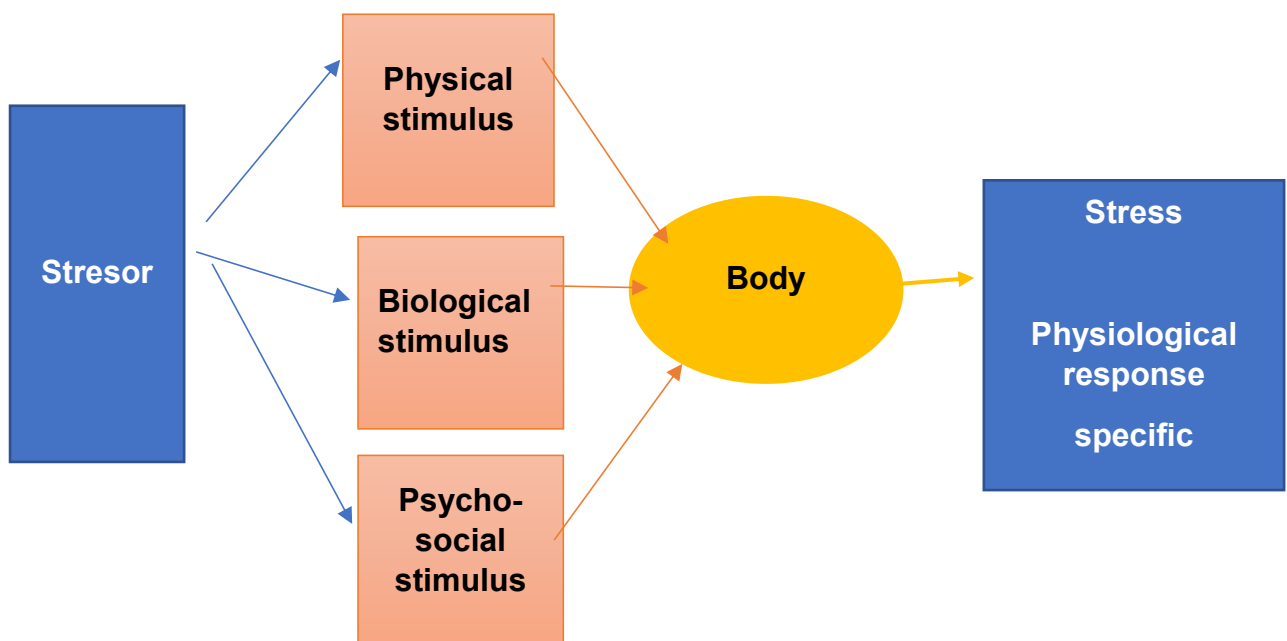 Stresor
Physical
stimulus
Biological
stimulus
Psycho-
social
stimulus
Body
Stress
Physiological
response
specific